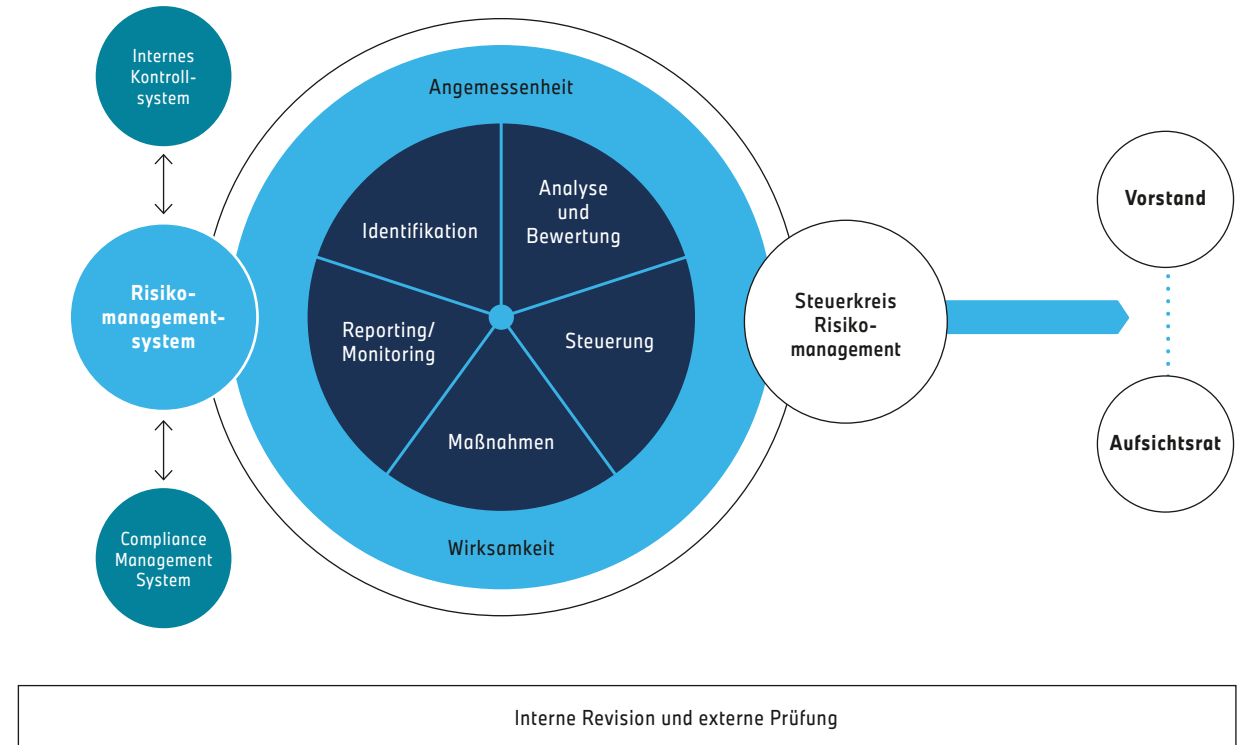 Internes
Kontroll-
system
Risiko-
management-
system
Compliance
Management
System
Angemessenheit
Identifikation
Analyse
und
Bewertung
Reporting/
Monitoring
Steuerung
Maßnahmen
Wirksamkeit
Steuerkreis
Risiko-
management
Vorstand
Aufsichtsrat
Interne Revision und externe Prüfung